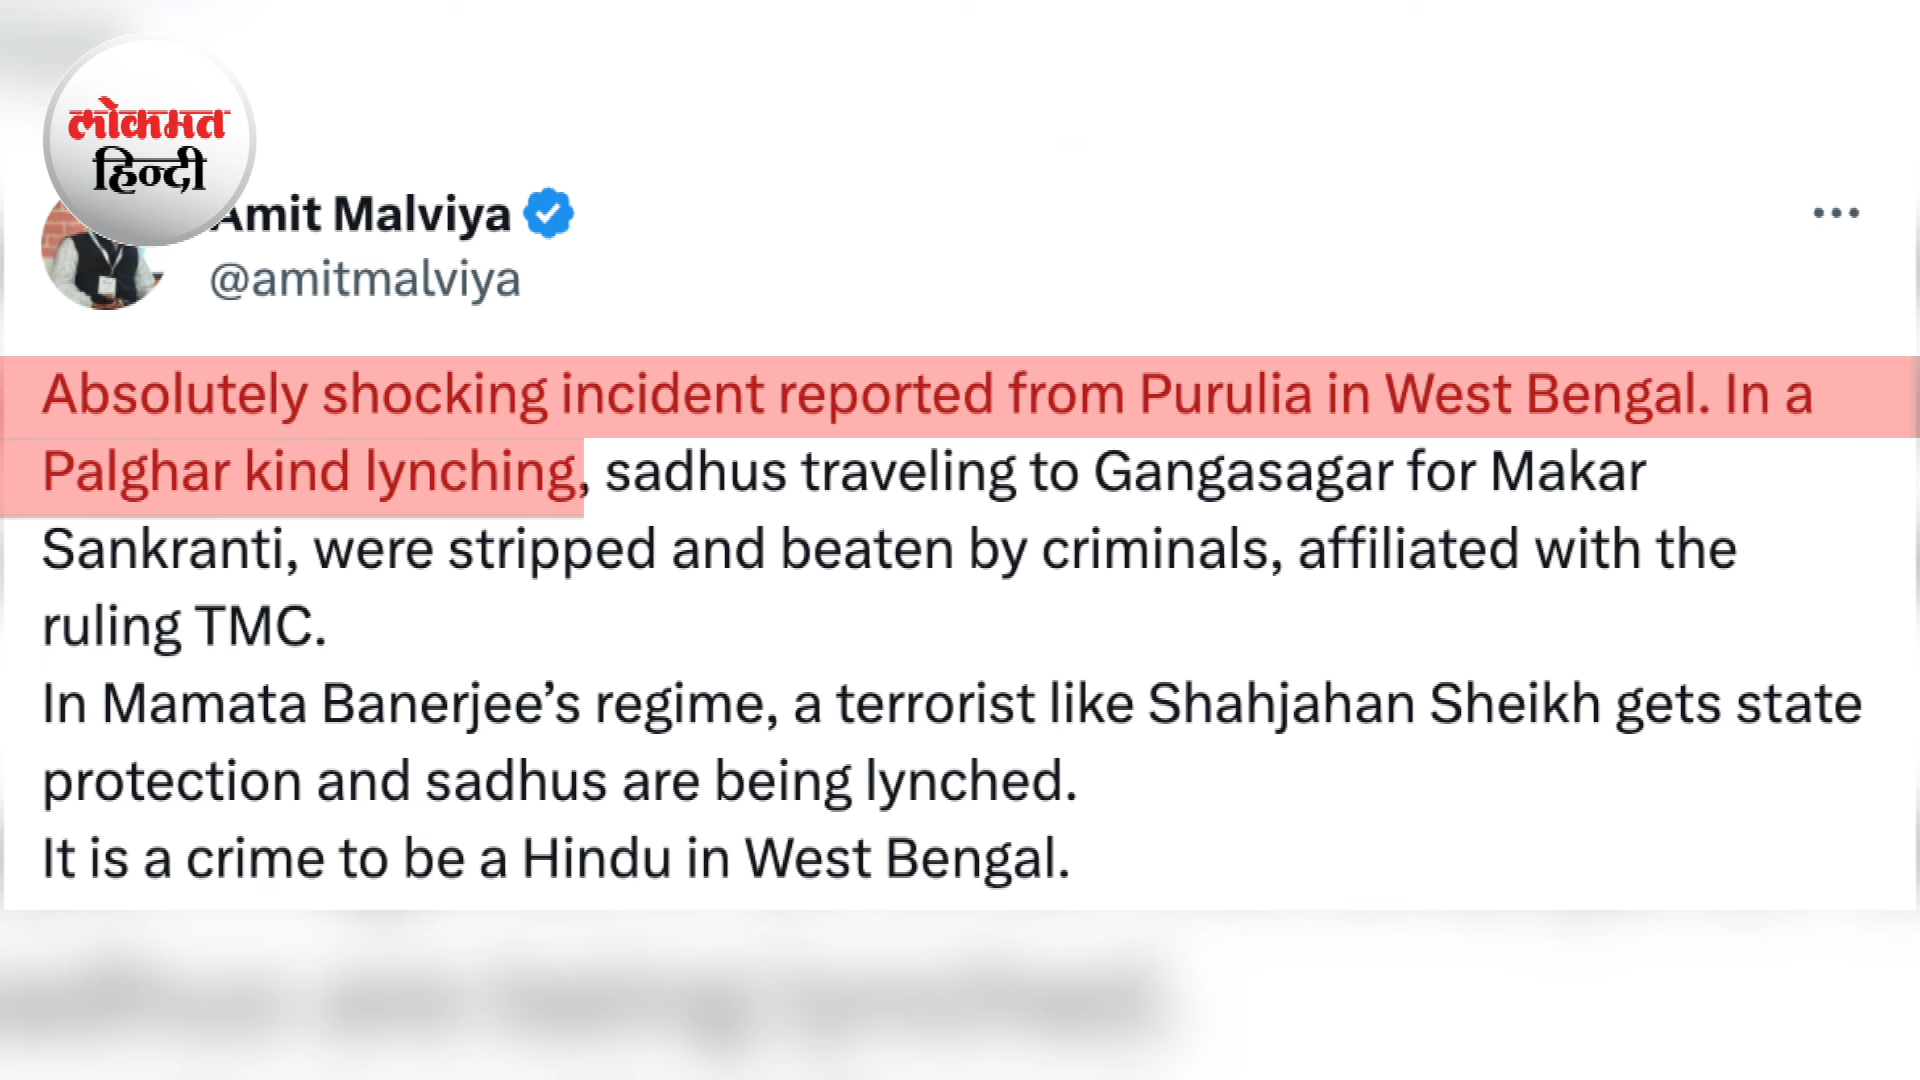 लोकमत
हिन्दी
Amit Malviya
@amitmalviya
Absolutely shocking incident reported from Purulia in West Bengal. In a
Palghar kind lynching, sadhus traveling to Gangasagar for Makar
Sankranti, were stripped and beaten by criminals, affiliated with the
ruling TMC.
In Mamata Banerjee’s regime, a terrorist like Shahjahan Sheikh gets state
protection and sadhus are being lynched.
It is a crime to be a Hindu in West Bengal.